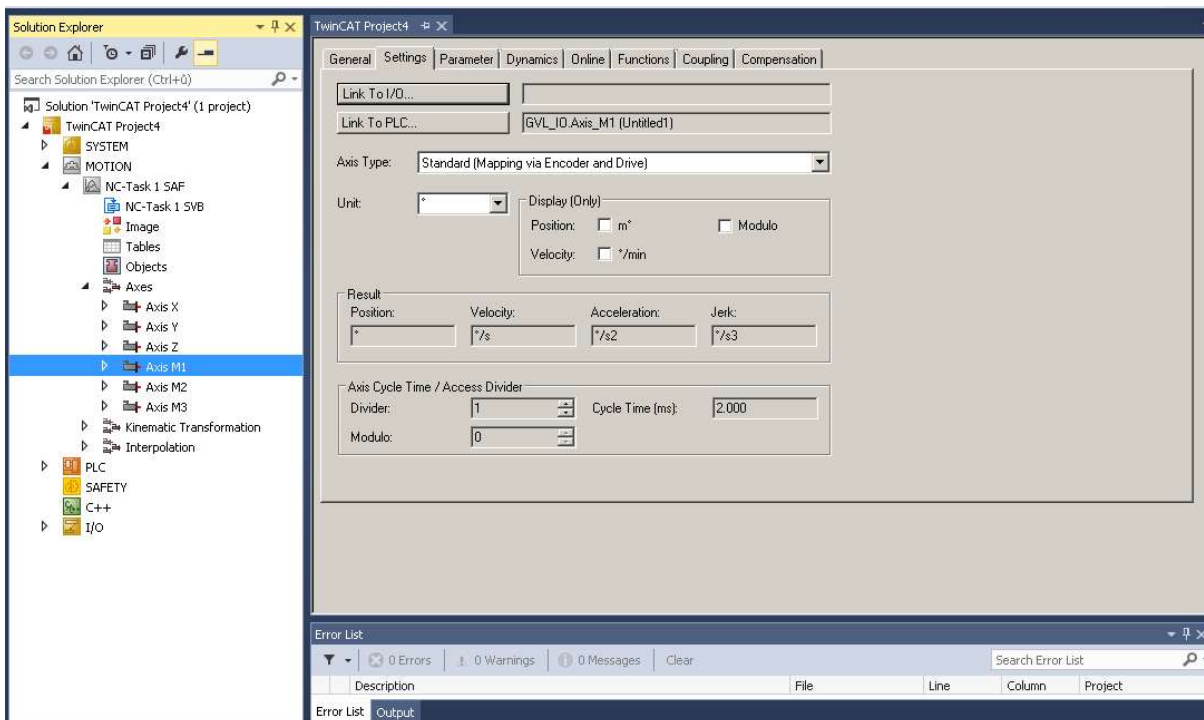 Solution Explorer
Search Solution Explorer (Ctrl+û)
Solution 'TwinCAT Project4' (1 project)
TwinCAT Project4
SYSTEM
MOTION
NC-Task 1 SAF
NC-Task 1 SVB
Image
Tables
Objects
Axes
Axis X
Axis Y
Axis Z
Axis M1
Axis M2
Axis M3
Kinematic Transformation
Interpolation
PLC
SAFETY
C++
I/O
TwinCAT Project4
General Settings Parameter Dynamics Online Functions Coupling Compensation
Link To I/O...
Link To PLC... GVL_IO.Axis_M1 (Untitled1)
Axis Type: Standard (Mapping via Encoder and Drive)
Unit: ° Display (Only)
Position: m° Modulo
Velocity: °/min
Result
Position: Velocity: Acceleration: Jerk:
° °/s °/s2 °/s3
Axis Cycle Time / Access Divider
Divider: 1 Cycle Time (ms): 2.000
Modulo: 0
Error List
0 Errors 0 Warnings 0 Messages Clear Search Error List
Description File Line Column Project
Error List Output